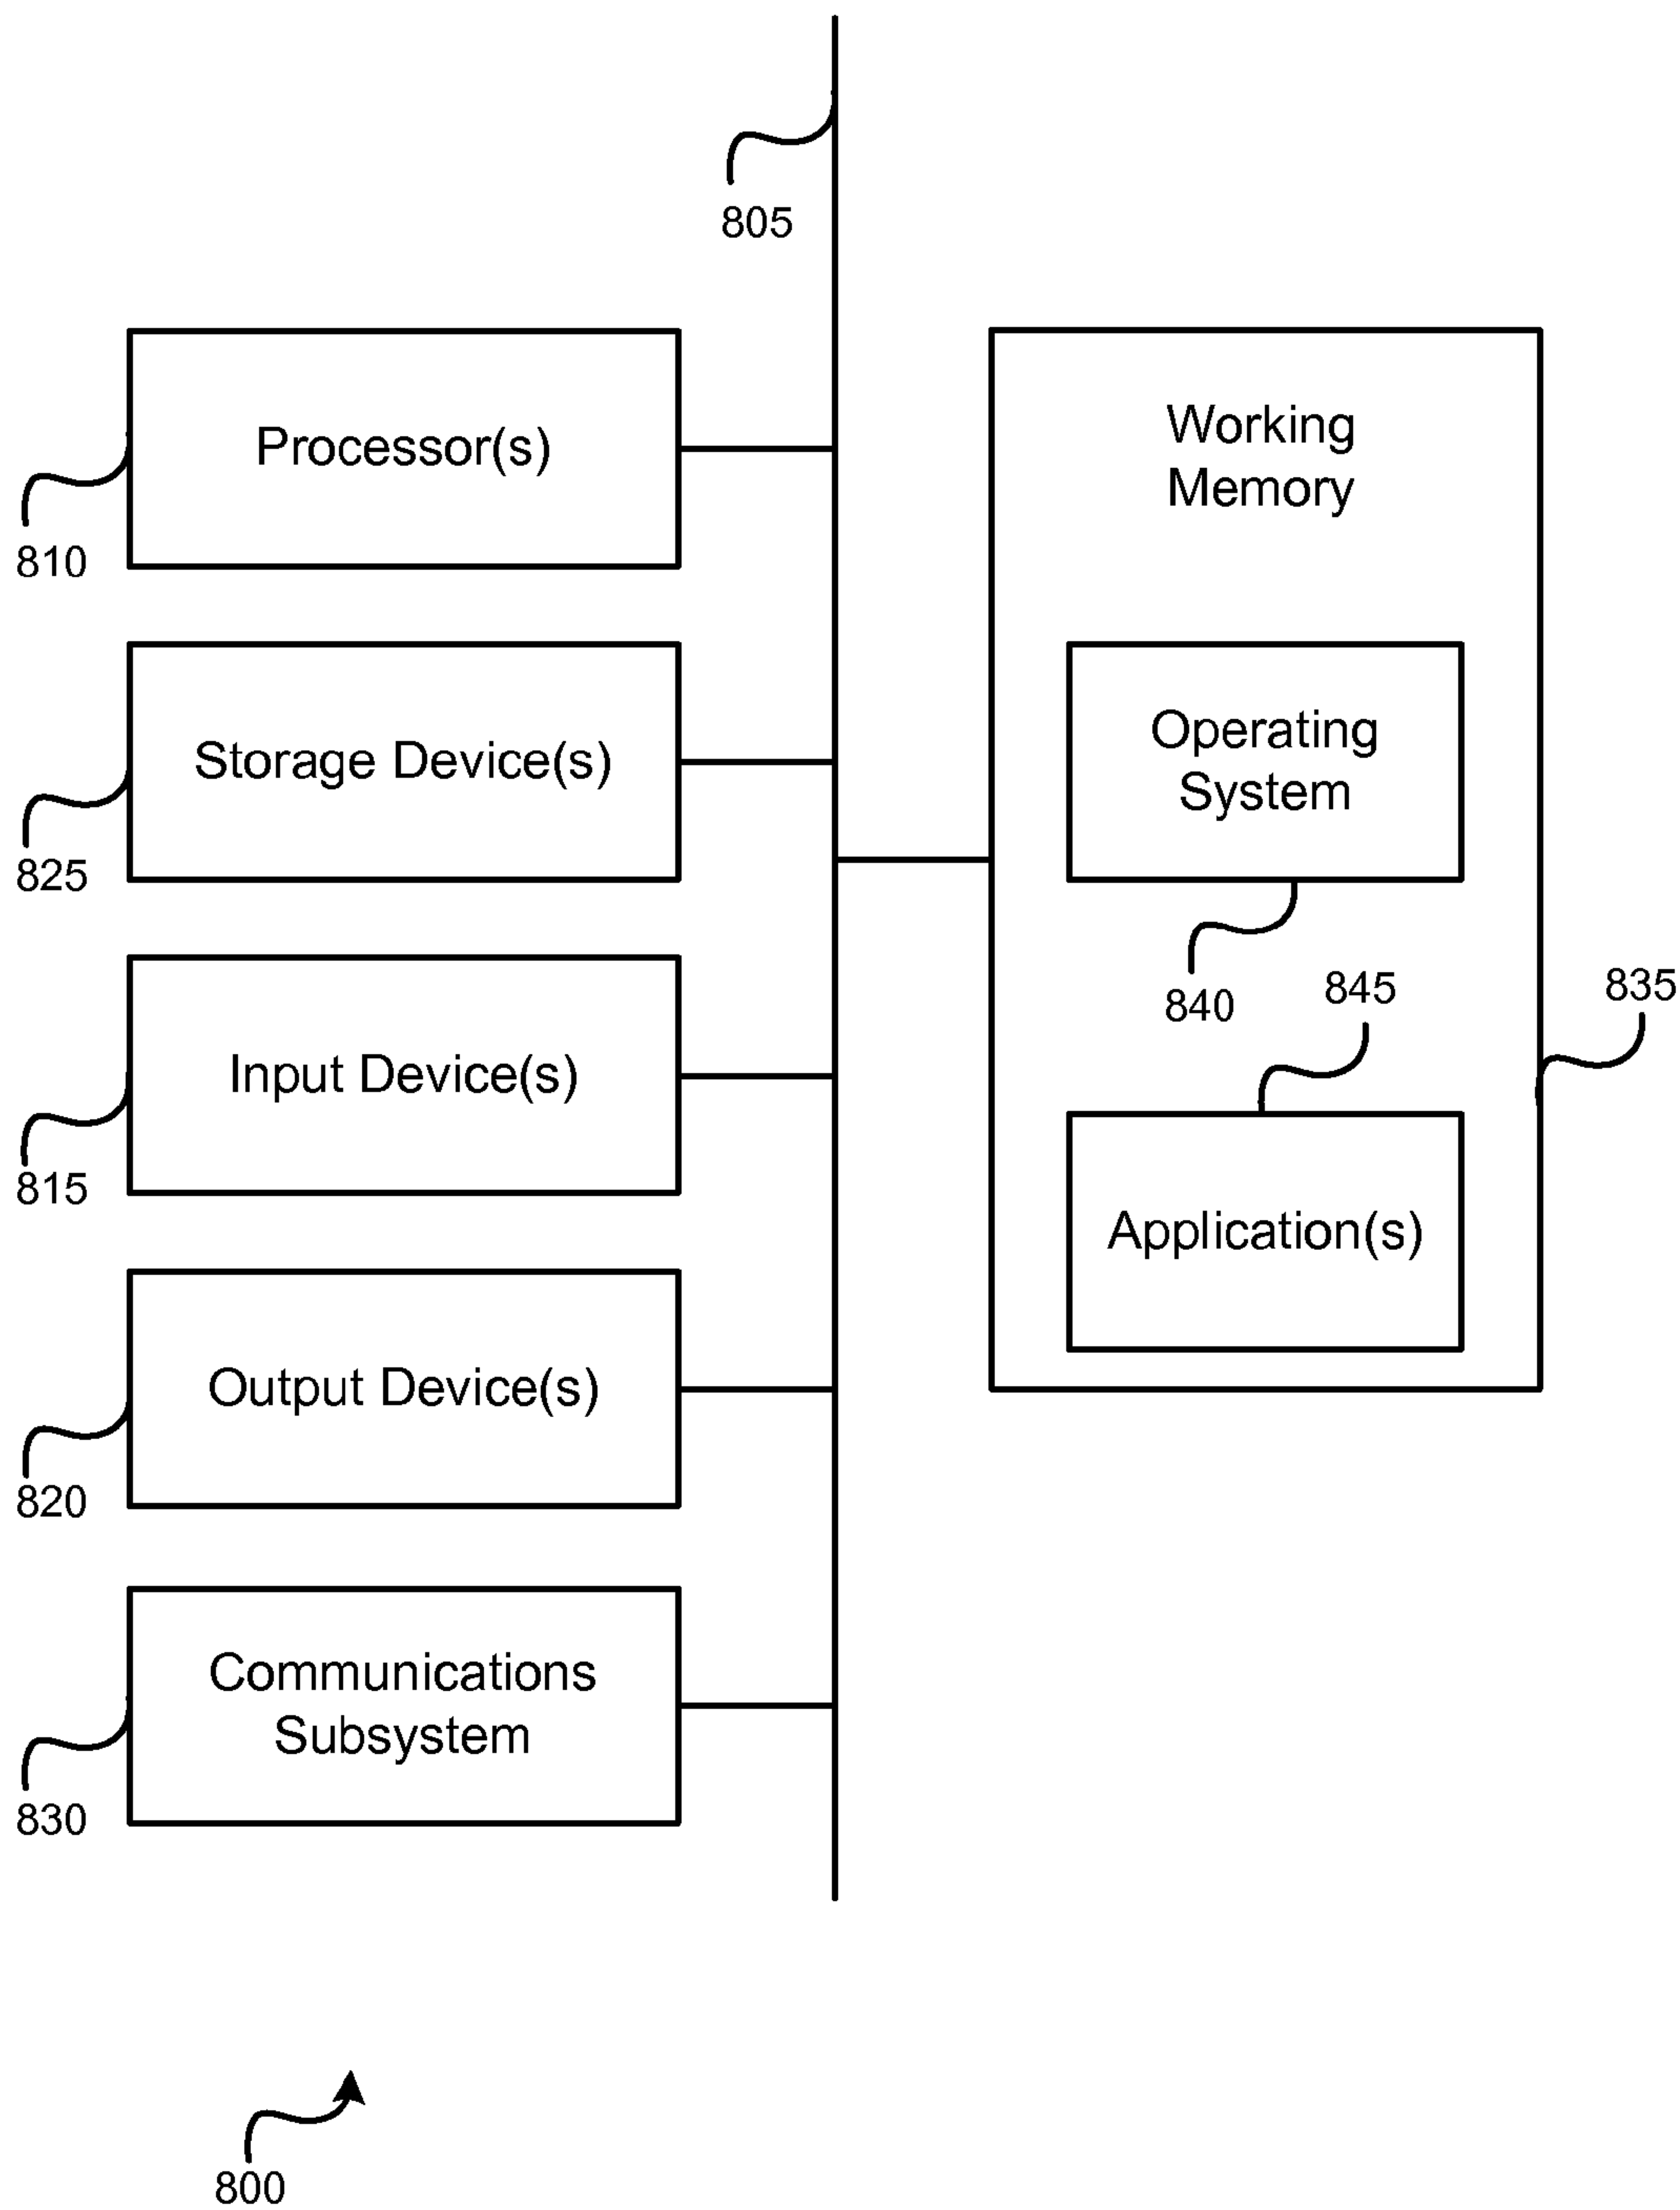 805
Processor(s)
810
Storage Device(s)
825
Input Device(s)
815
Output Device(s)
820
Communications
Subsystem
830
Working
Memory
Operating
System
840
845
835
Application(s)
800